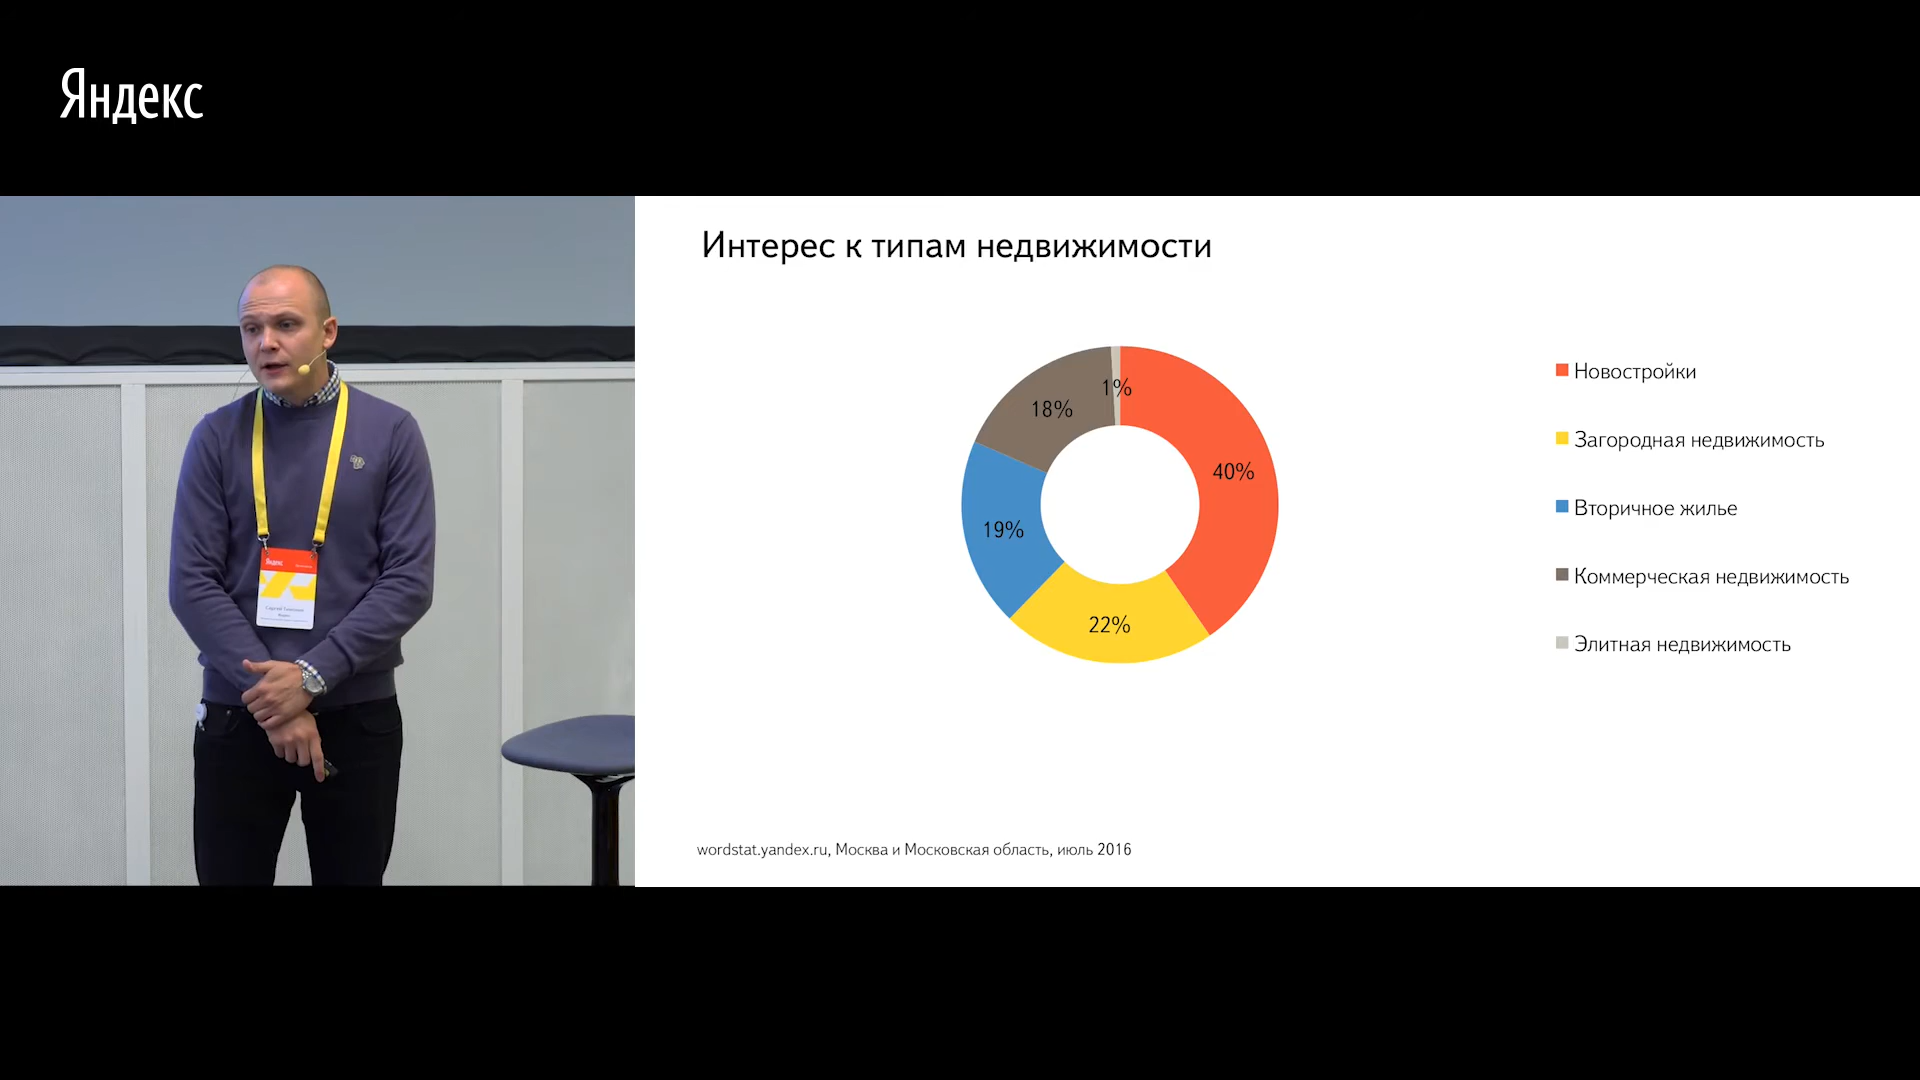 Яндекс
Интерес к типам недвижимости
1%
18%
40%
19%
22%
Новостройки
Загородная недвижимость
Вторичное жилье
Коммерческая недвижимость
Элитная недвижимость
wordstat.yandex.ru, Москва и Московская область, июль 2016
Яндекс